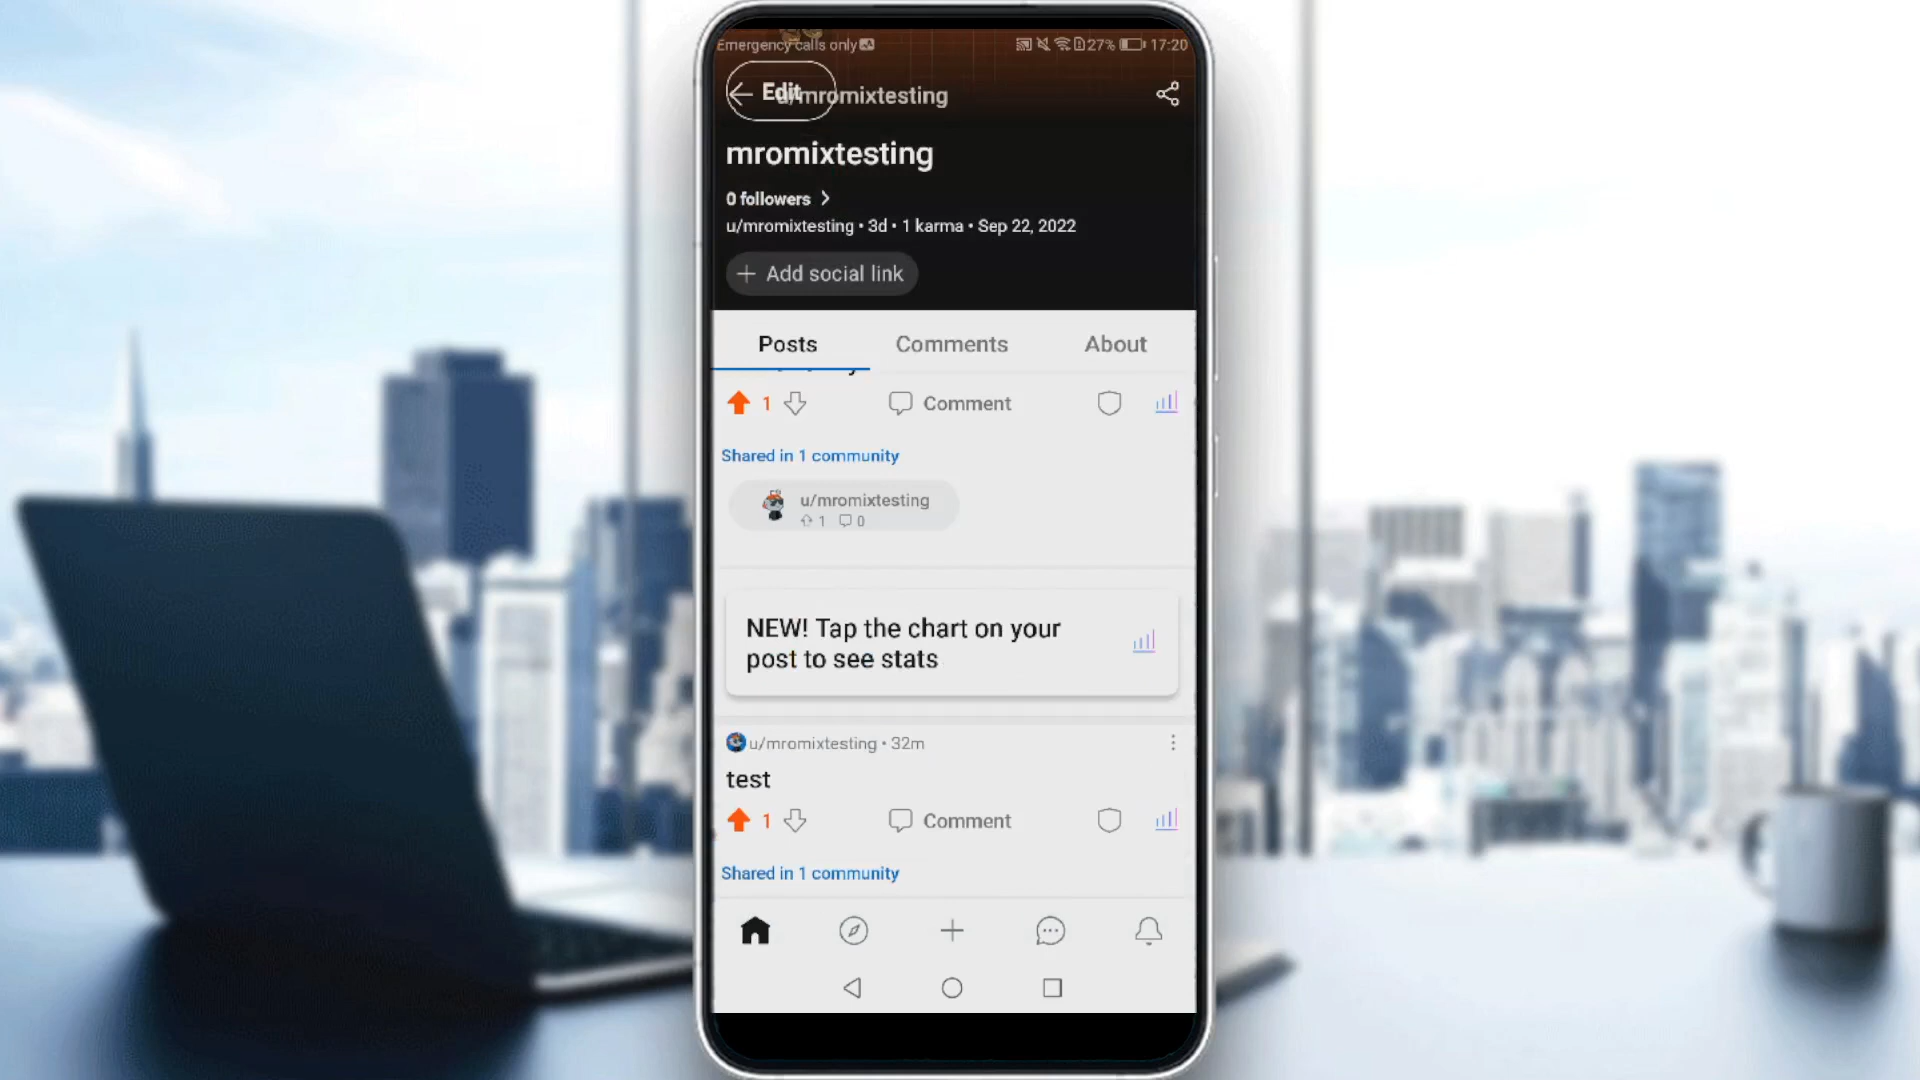 Emergency calls only 27% 17:20
Edit u/mromixtesting
mromixtesting
0 followers >
u/mromixtesting • 3d • 1 karma • Sep 22, 2022
+ Add social link
Posts Comments About
1 Comment
Shared in 1 community
u/mromixtesting
1 0
NEW! Tap the chart on your
post to see stats
u/mromixtesting • 32m
test
1 Comment
Shared in 1 community